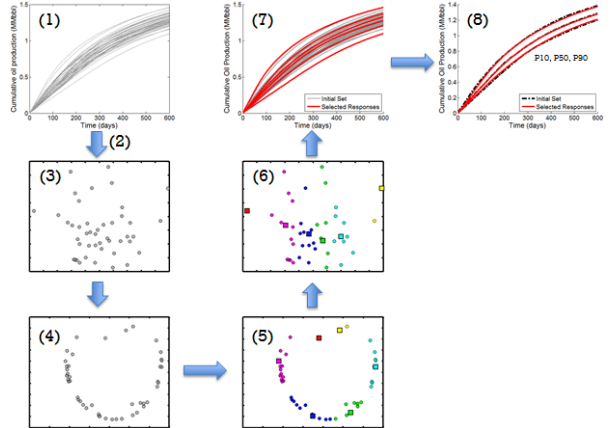 (1)
Cumulative oil production (MMbbl)
1.5
1
0.5
0
0 100 200 300 400 500 600
Time (days)
(2)
(3)
(4)
(5)
(6)
(7)
Cumulative oil production (MMbbl)
1.5
1
0.5
0
0 100 200 300 400 500 600
Time (days)
Initial Set
Selected Responses
(8)
Cumulative Oil Production (MMbbl)
1.4
1.2
1
0.8
0.6
0.4
0.2
0
0 100 200 300 400 500 600
Time (days)
P10, P50, P90
Initial Set
Selected Responses